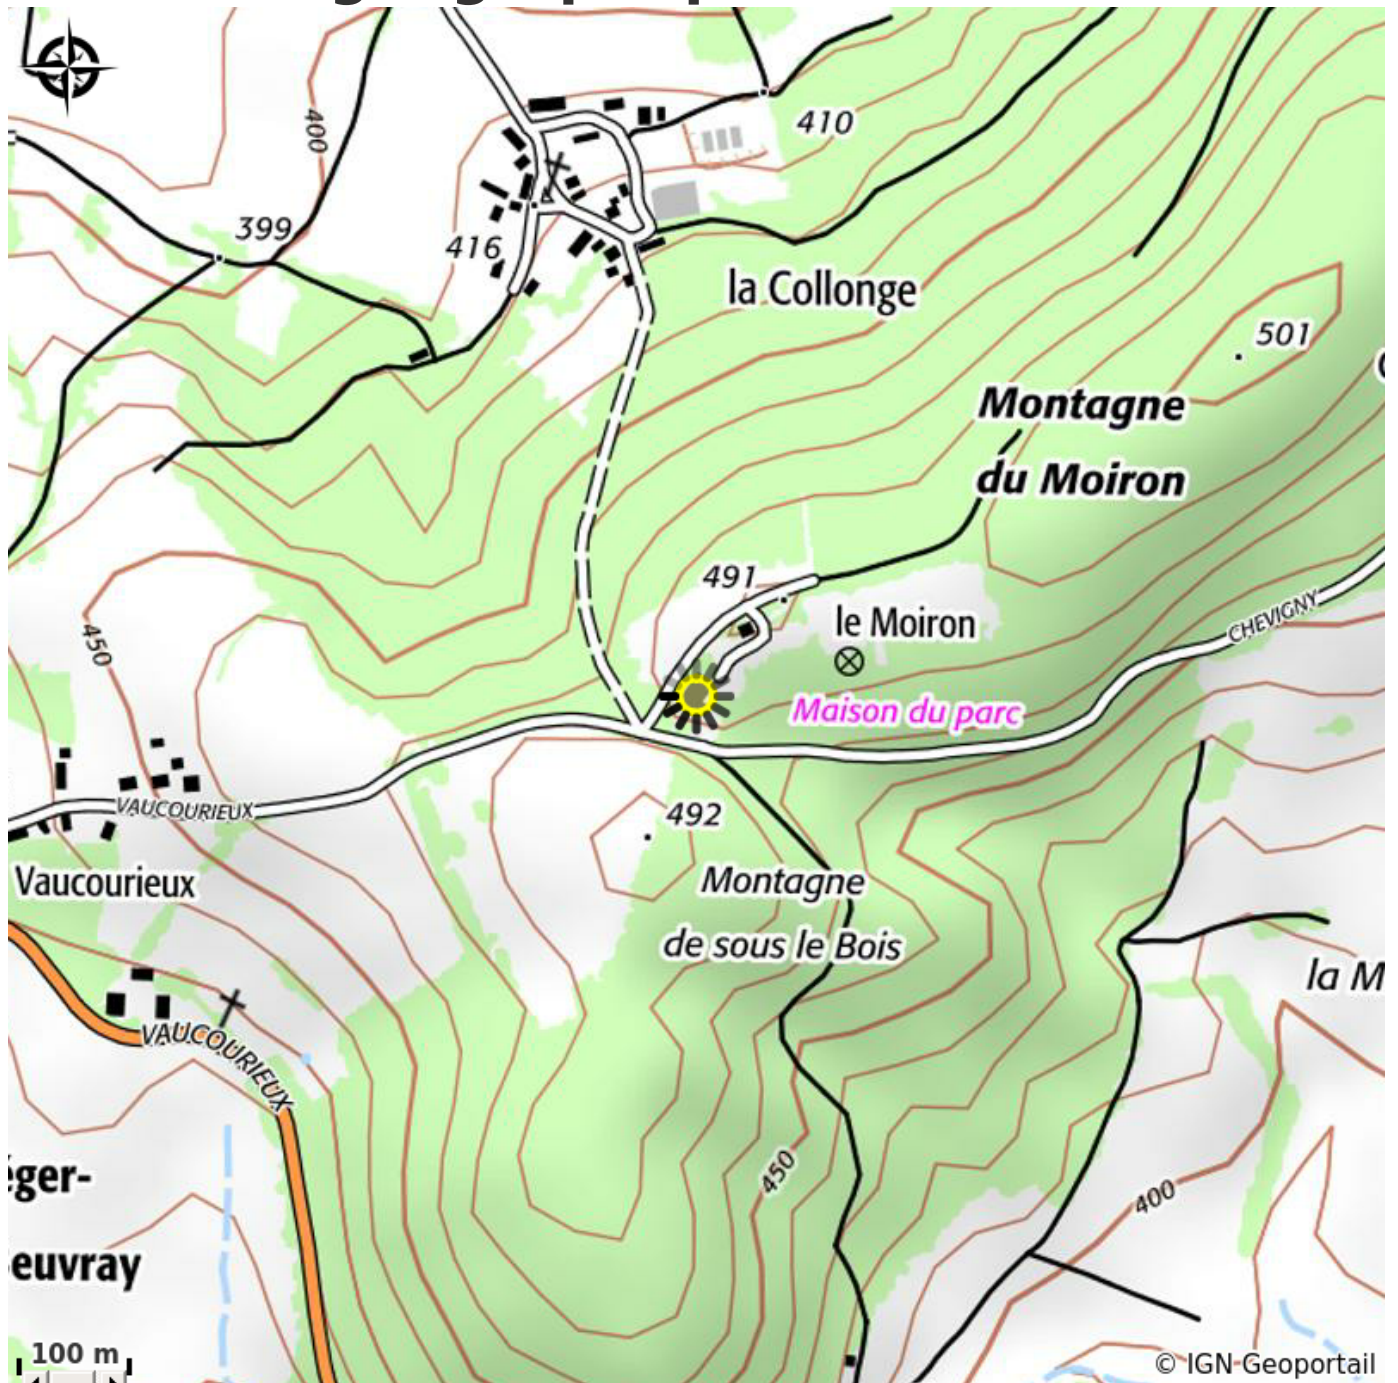 400
410
399
416
la Collonge
501
Montagne
du Moiron
491
le Moiron
CHEVIGNY
450
Maison du parc
VAUCOURIEUX
492
Vaucourieux
Montagne
de sous le Bois
la M
VAUCOURIEUX
450
éger-
400
euvray
100 m
© IGN Geoportail